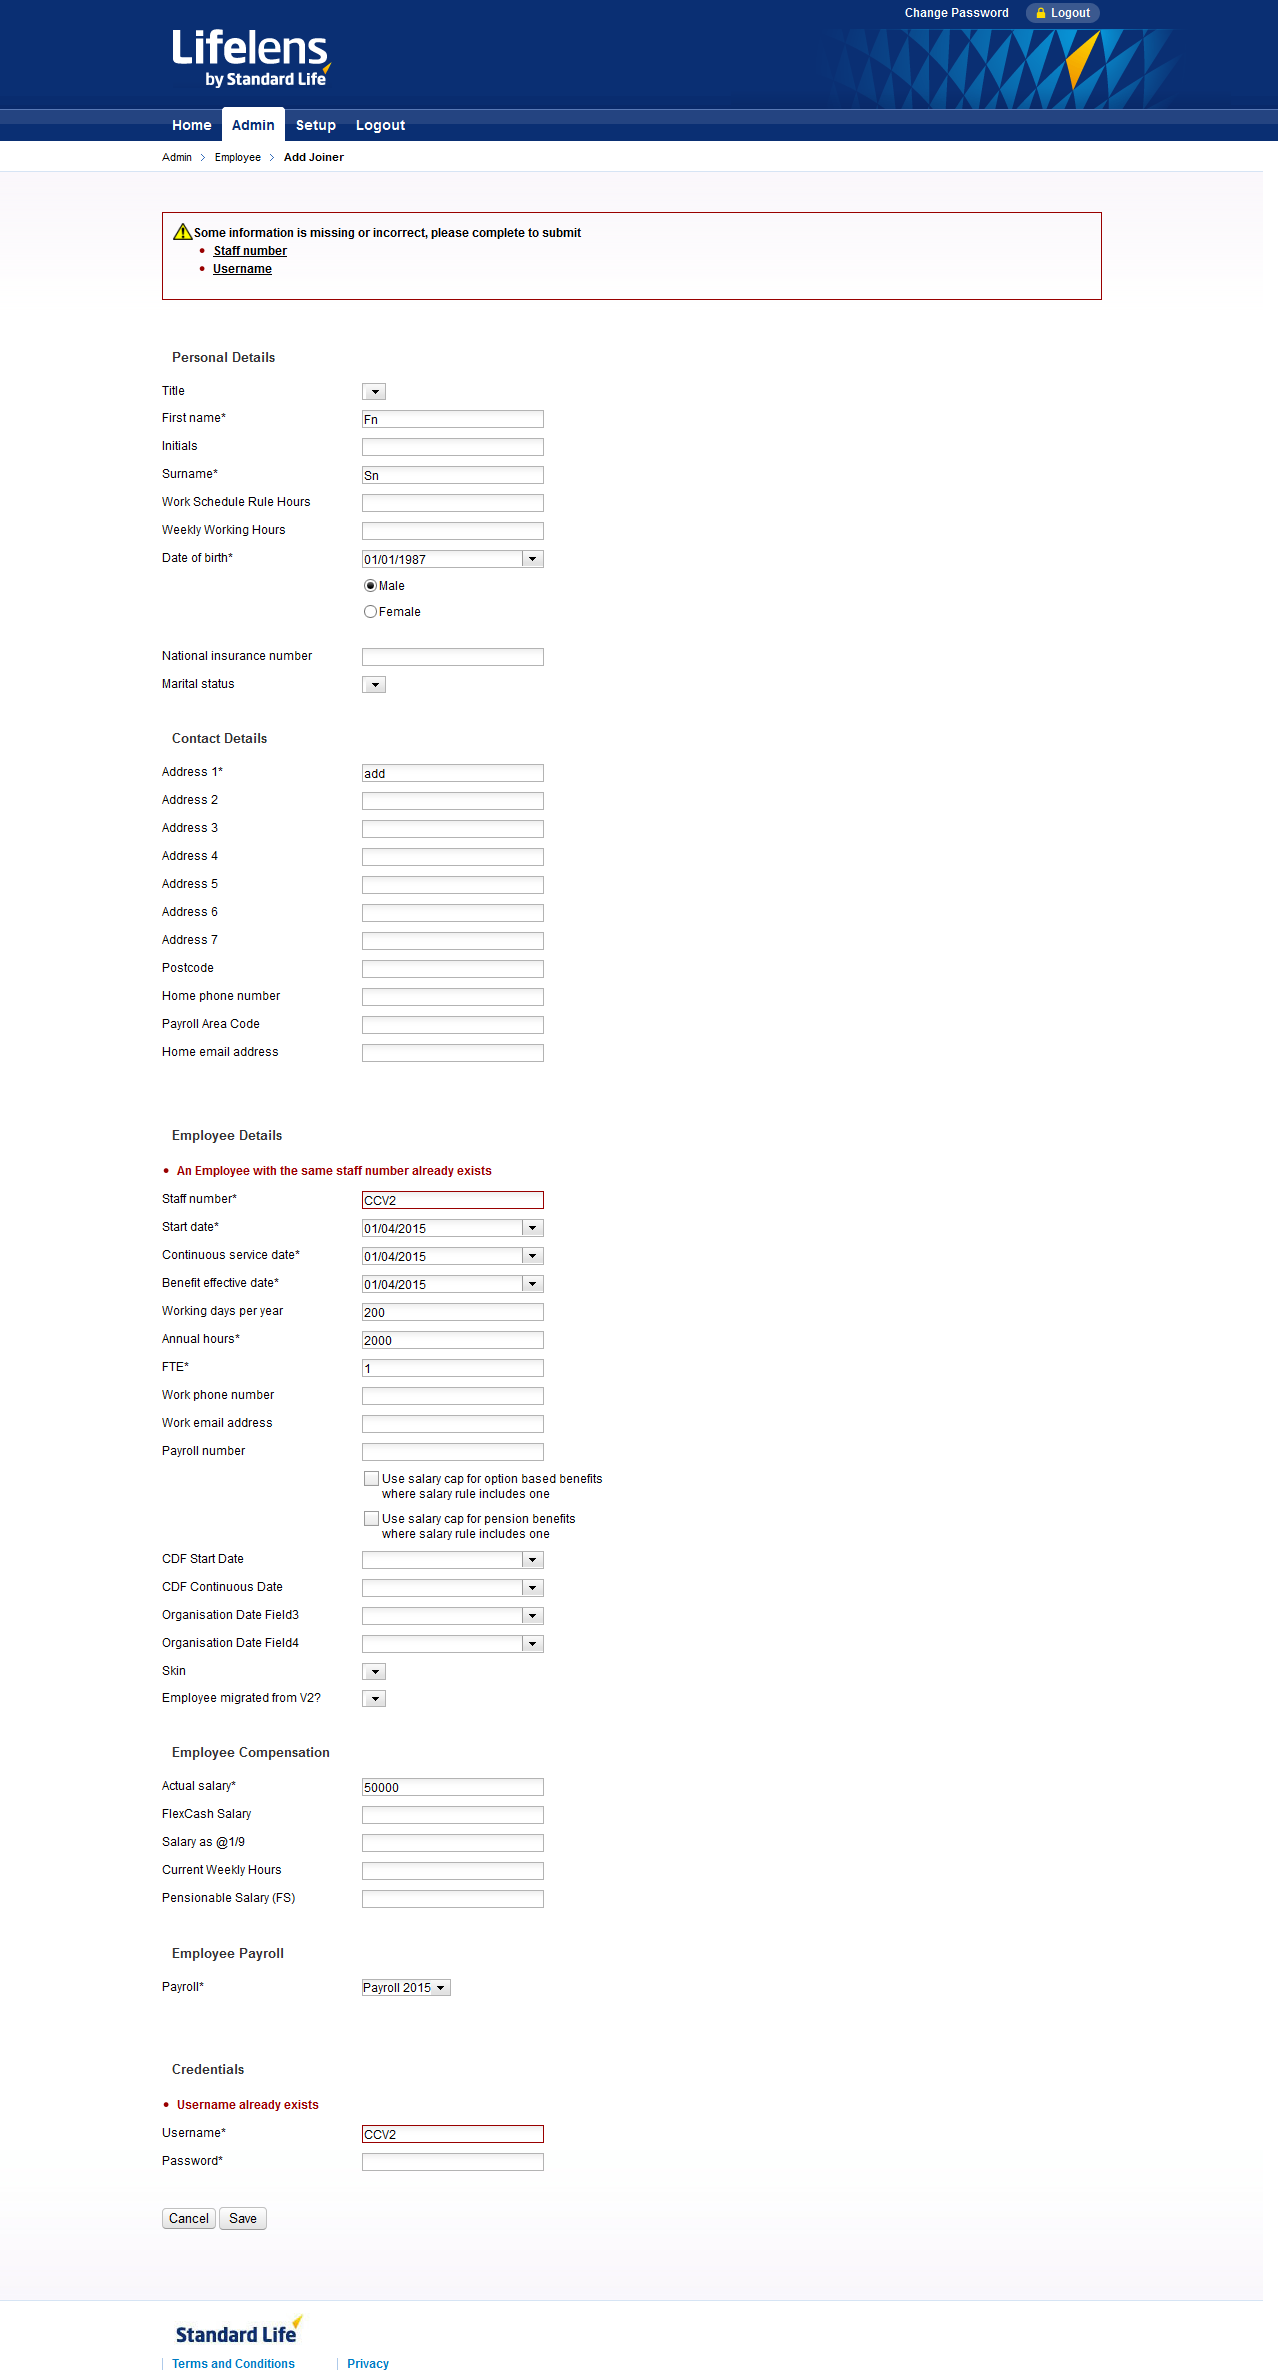 Change Password Logout
Lifelens
by Standard Life
Home Admin Setup Logout
Admin > Employee > Add Joiner
Some information is missing or incorrect, please complete to submit
• Staff number
• Username
Personal Details
Title
First name* Fn
Initials
Surname* Sn
Work Schedule Rule Hours
Weekly Working Hours
Date of birth* 01/01/1987
Male
Female
National insurance number
Marital status
Contact Details
Address 1* add
Address 2
Address 3
Address 4
Address 5
Address 6
Address 7
Postcode
Home phone number
Payroll Area Code
Home email address
Employee Details
• An Employee with the same staff number already exists
Staff number* CCV2
Start date* 01/04/2015
Continuous service date* 01/04/2015
Benefit effective date* 01/04/2015
Working days per year 200
Annual hours* 2000
FTE* 1
Work phone number
Work email address
Payroll number
Use salary cap for option based benefits
where salary rule includes one
Use salary cap for pension benefits
where salary rule includes one
CDF Start Date
CDF Continuous Date
Organisation Date Field3
Organisation Date Field4
Skin
Employee migrated from V2?
Employee Compensation
Actual salary* 50000
FlexCash Salary
Salary as @1/9
Current Weekly Hours
Pensionable Salary (FS)
Employee Payroll
Payroll* Payroll 2015
Credentials
• Username already exists
Username* CCV2
Password*
Cancel Save
Standard Life
Terms and Conditions Privacy